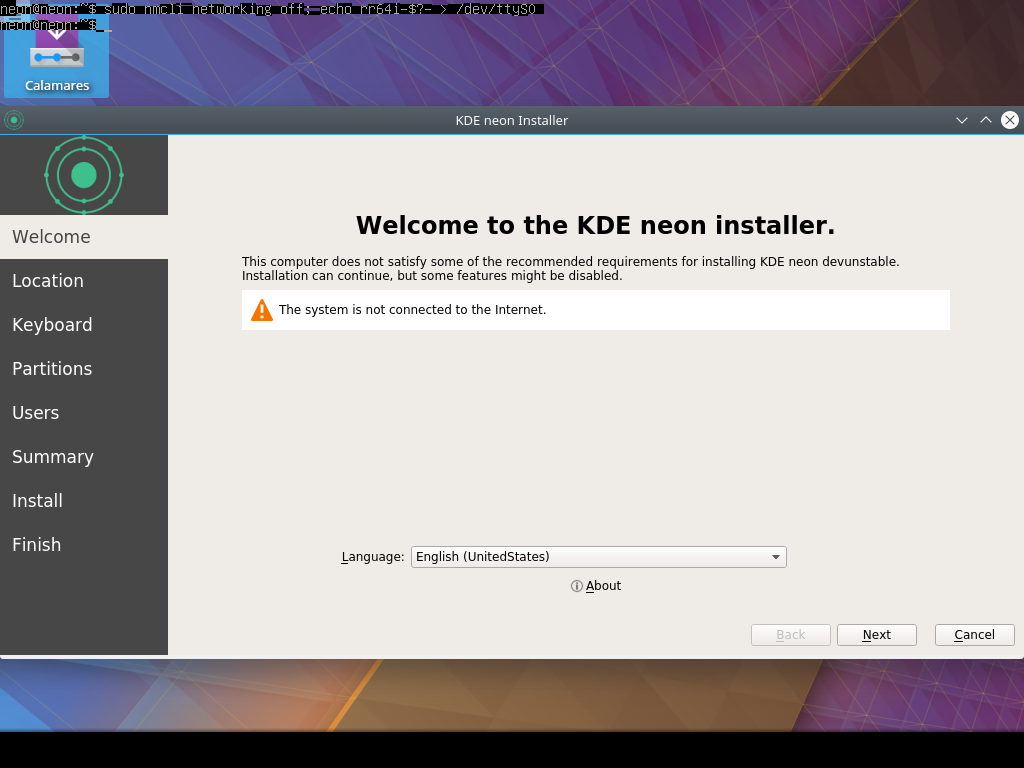 neon@neon:~$ sudo nmcli networking off; echo rr64i-$?- > /dev/ttyS0
neon@neon:~$ _
Calamares
KDE neon Installer
Welcome
Location
Keyboard
Partitions
Users
Summary
Install
Finish
Welcome to the KDE neon installer.
This computer does not satisfy some of the recommended requirements for installing KDE neon devunstable.
Installation can continue, but some features might be disabled.
The system is not connected to the Internet.
Language: English (UnitedStates)
About
Back Next Cancel